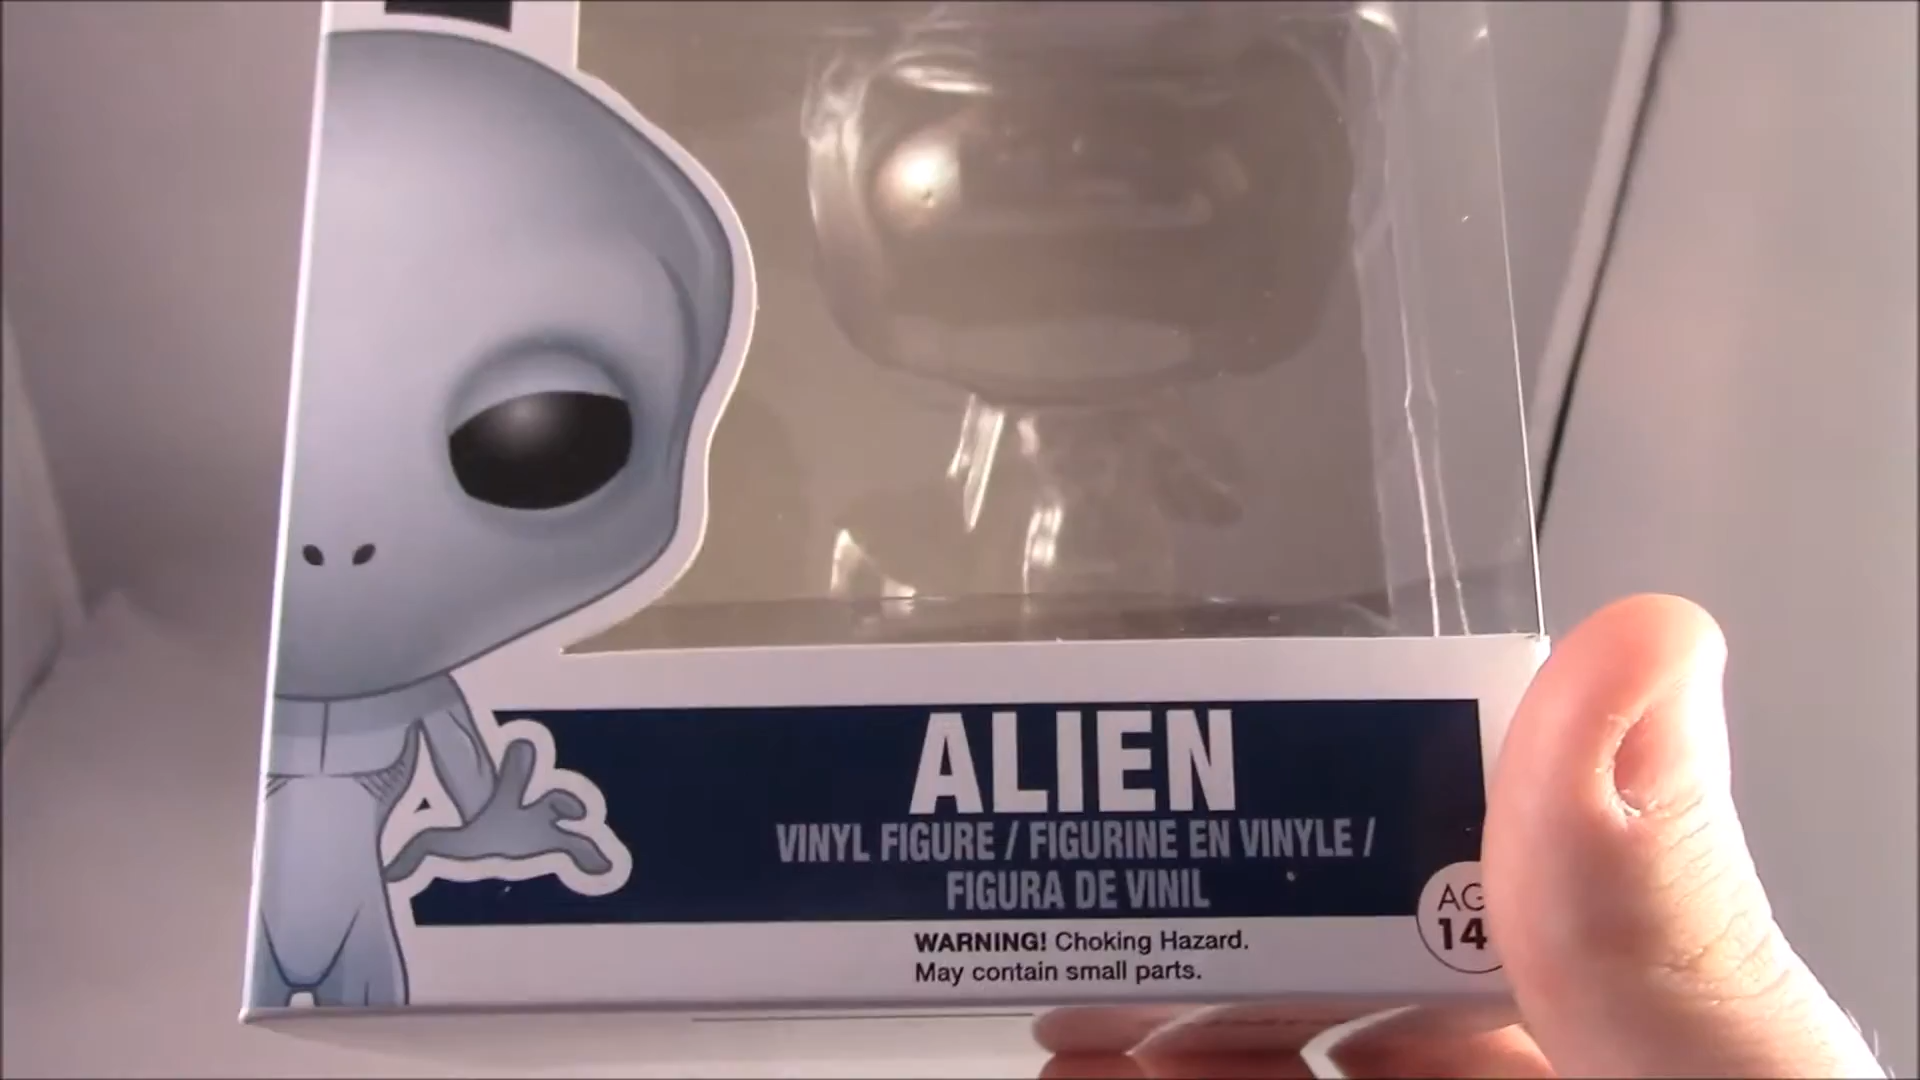 ALIEN
VINYL FIGURE / FIGURINE EN VINYLE /
FIGURA DE VINIL
WARNING! Choking Hazard.
May contain small parts.
AG
14